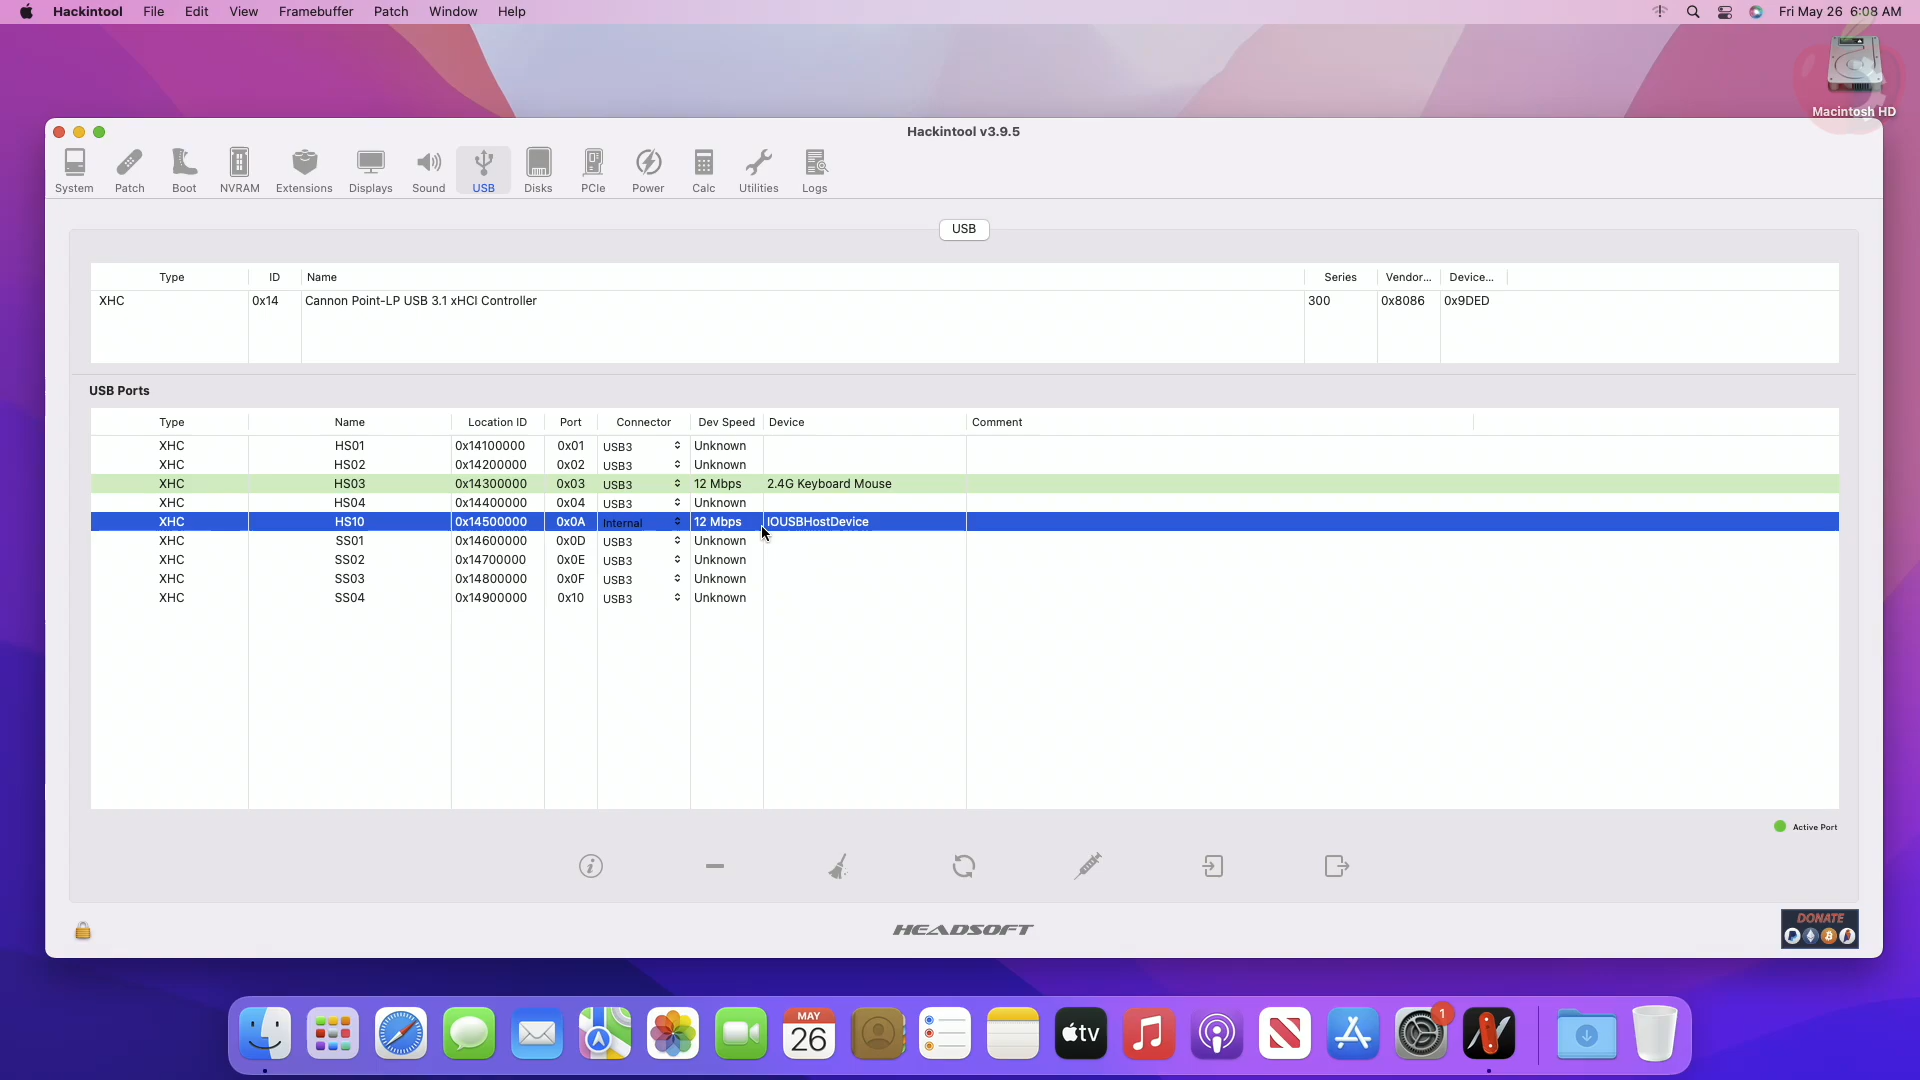 Hackintool File Edit View Framebuffer Patch Window Help Fri May 26 6:08 AM
Macintosh HD
Hackintool v3.9.5
System Patch Boot NVRAM Extensions Displays Sound USB Disks PCIe Power Calc Utilities Logs
USB
Type ID Name Series Vendor... Device...
XHC 0x14 Cannon Point-LP USB 3.1 xHCI Controller 300 0x8086 0x9DED
USB Ports
Type Name Location ID Port Connector Dev Speed Device Comment
XHC HS01 0x14100000 0x01 USB3 Unknown
XHC HS02 0x14200000 0x02 USB3 Unknown
XHC HS03 0x14300000 0x03 USB3 12 Mbps 2.4G Keyboard Mouse
XHC HS04 0x14400000 0x04 USB3 Unknown
XHC HS10 0x14500000 0x0A Internal 12 Mbps IOUSBHostDevice
XHC SS01 0x14600000 0x0D USB3 Unknown
XHC SS02 0x14700000 0x0E USB3 Unknown
XHC SS03 0x14800000 0x0F USB3 Unknown
XHC SS04 0x14900000 0x10 USB3 Unknown
Active Port
HEADSOFT
DONATE
MAY
26
tv
1